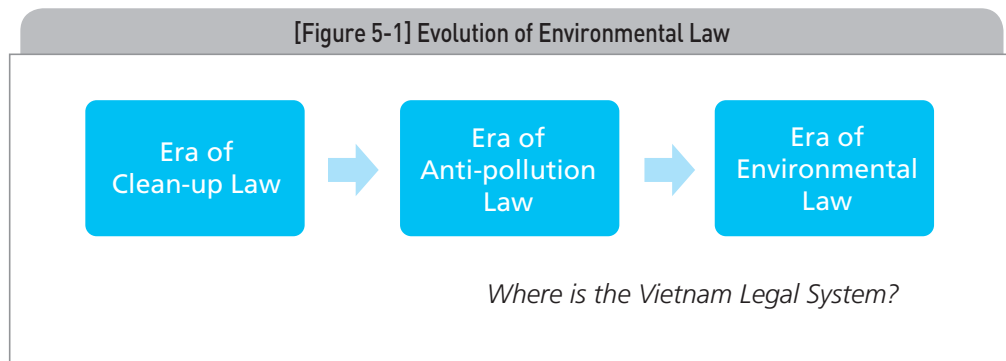 [Figure 5-1] Evolution of Environmental Law
Era of
Clean-up Law
Era of
Anti-pollution
Law
Era of
Environmental
Law
Where is the Vietnam Legal System?